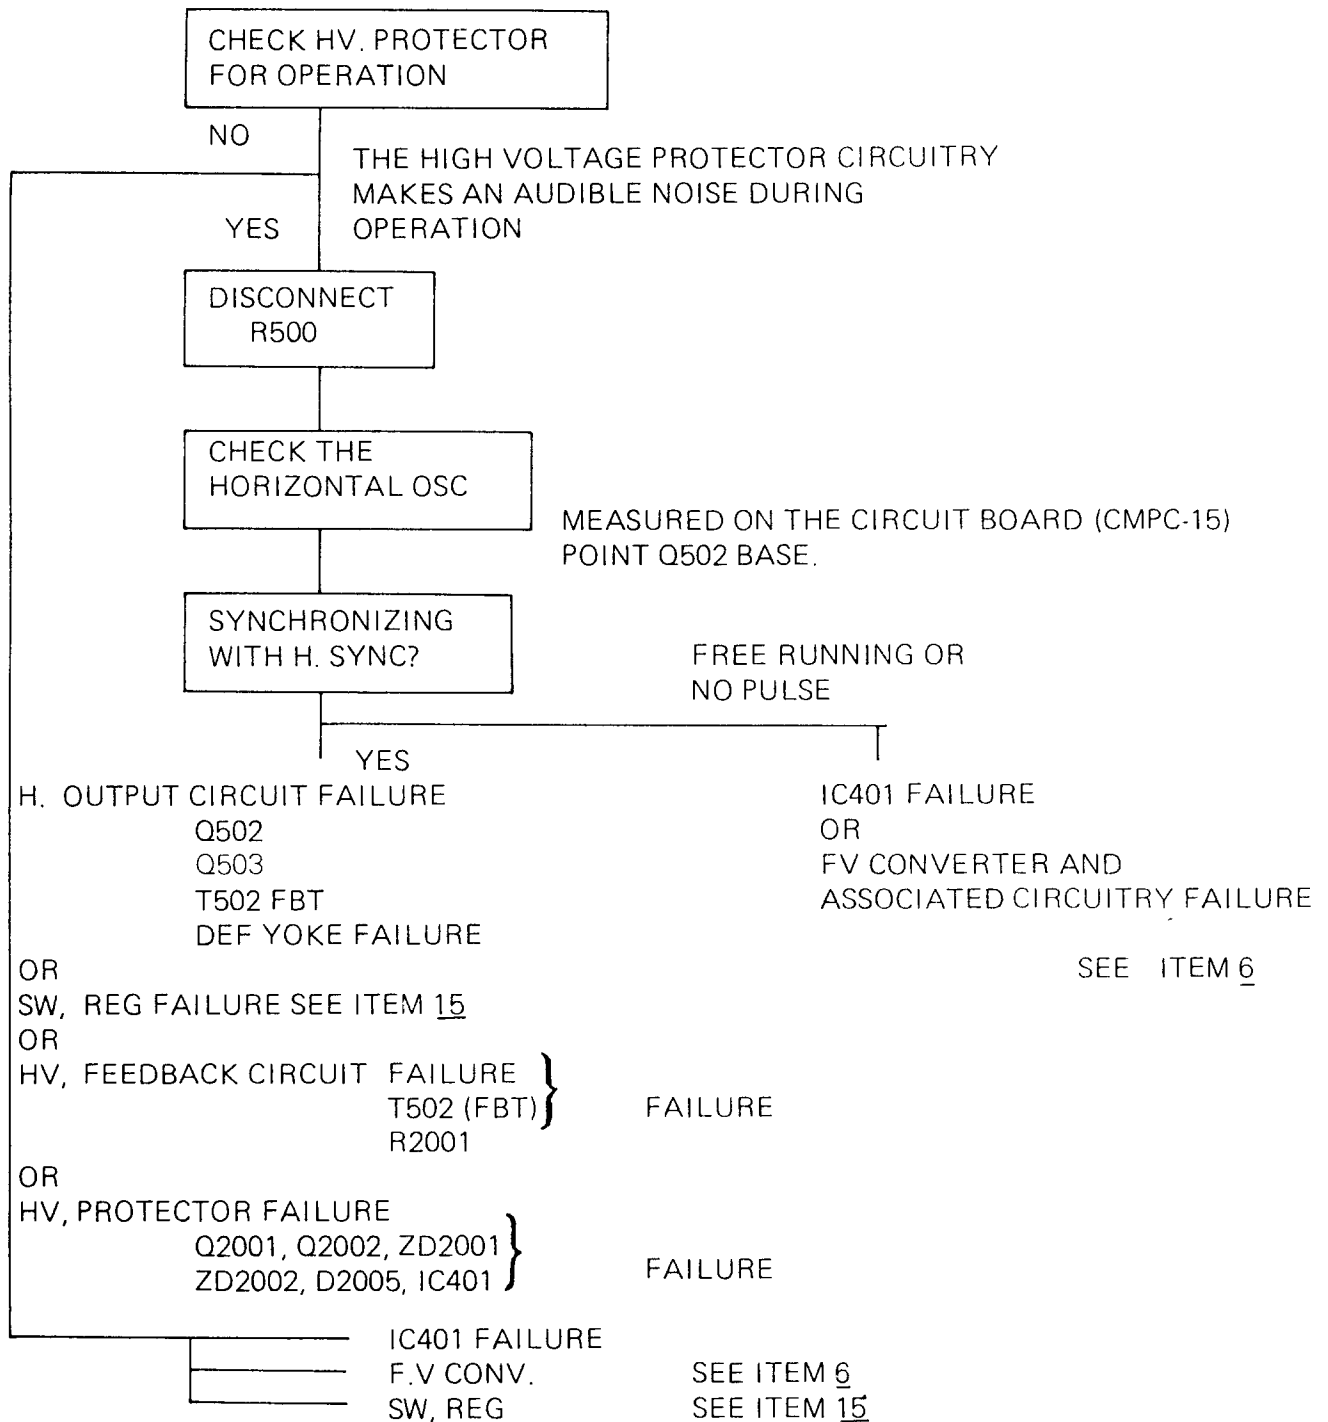 CHECK HV. PROTECTOR
FOR OPERATION
NO
THE HIGH VOLTAGE PROTECTOR CIRCUITRY
MAKES AN AUDIBLE NOISE DURING
OPERATION
YES
DISCONNECT
R500
CHECK THE
HORIZONTAL OSC
MEASURED ON THE CIRCUIT BOARD (CMPC-15)
POINT Q502 BASE.
SYNCHRONIZING
WITH H. SYNC?
FREE RUNNING OR
NO PULSE
YES
H. OUTPUT CIRCUIT FAILURE
Q502
Q503
T502 FBT
DEF YOKE FAILURE
IC401 FAILURE
OR
FV CONVERTER AND
ASSOCIATED CIRCUITRY FAILURE
SEE ITEM 6
OR
SW, REG FAILURE SEE ITEM 15
OR
HV, FEEDBACK CIRCUIT FAILURE
T502 (FBT)
R2001
FAILURE
OR
HV, PROTECTOR FAILURE
Q2001, Q2002, ZD2001
ZD2002, D2005, IC401
FAILURE
IC401 FAILURE
F.V CONV. SEE ITEM 6
SW, REG SEE ITEM 15